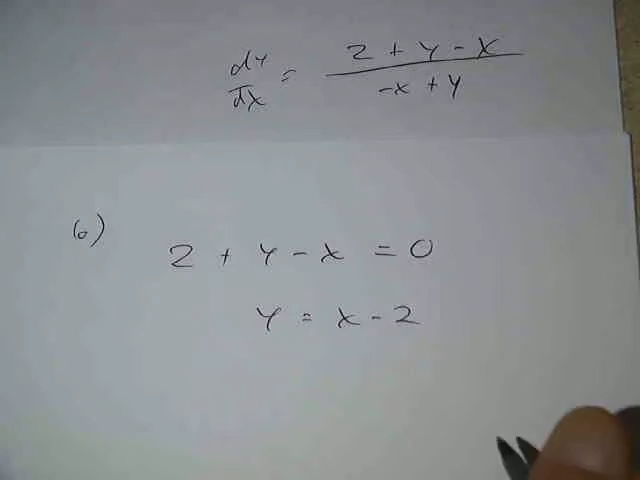 dy/dx = (2 + y - x)/(-x + y)
(b) 2 + y - x = 0
y = x - 2